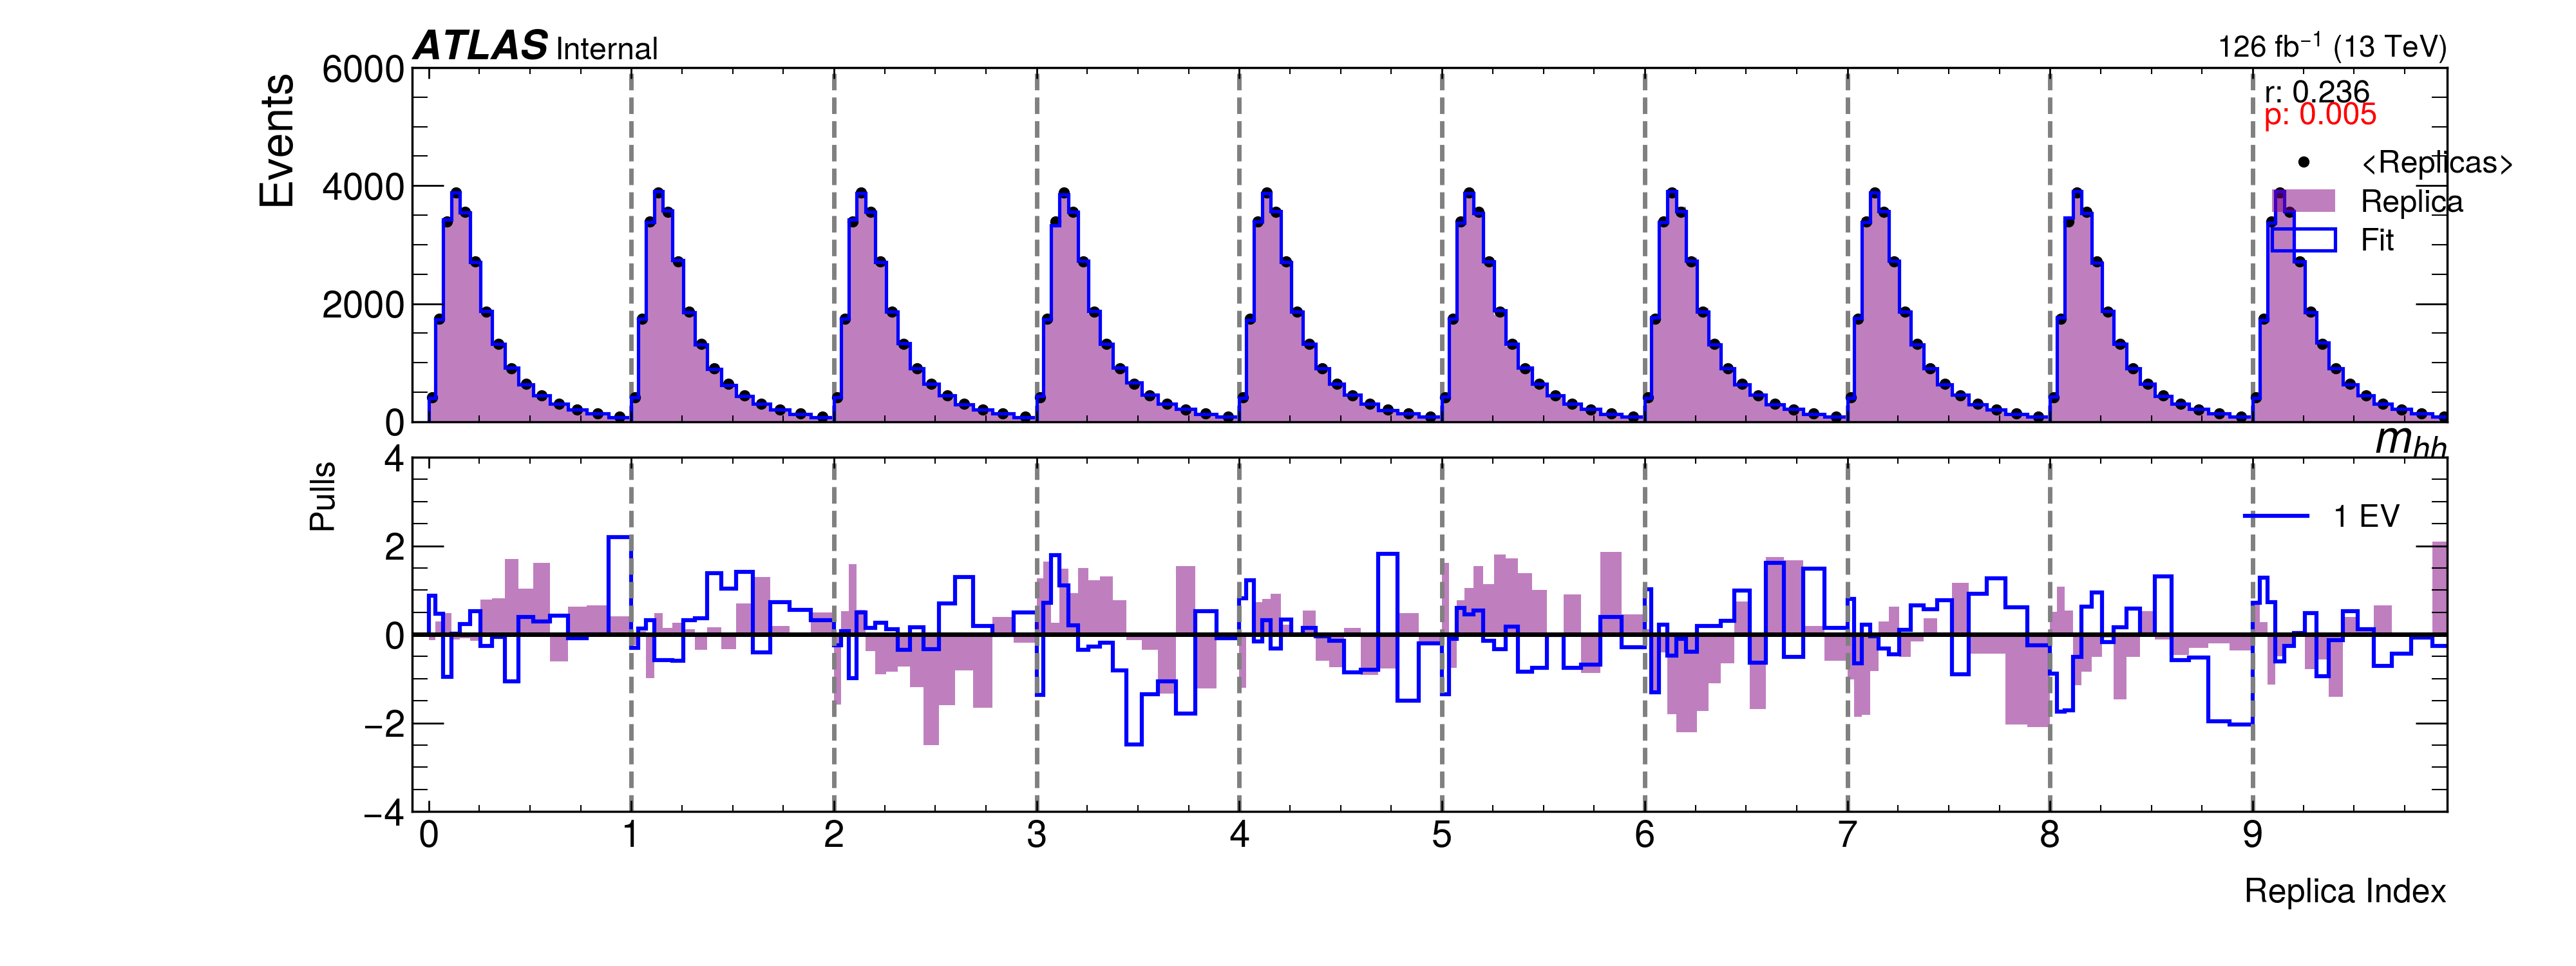 ATLAS Internal
126 fb⁻¹ (13 TeV)
Events
6000
4000
2000
0
r: 0.236
p: 0.005
<Replicas>
Replica
Fit
m_hh
Pulls
4
2
0
−2
−4
1 EV
0 1 2 3 4 5 6 7 8 9
Replica Index